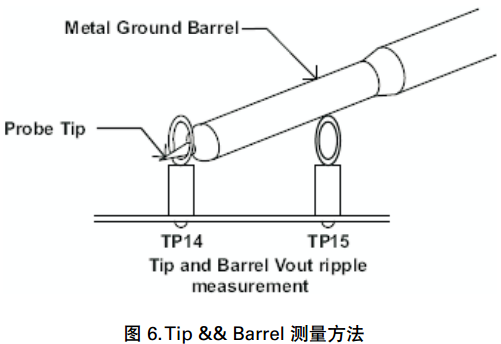 Metal Ground Barrel
Probe Tip
TP14
TP15
Tip and Barrel Vout ripple
measurement
图 6.Tip && Barrel 测量方法